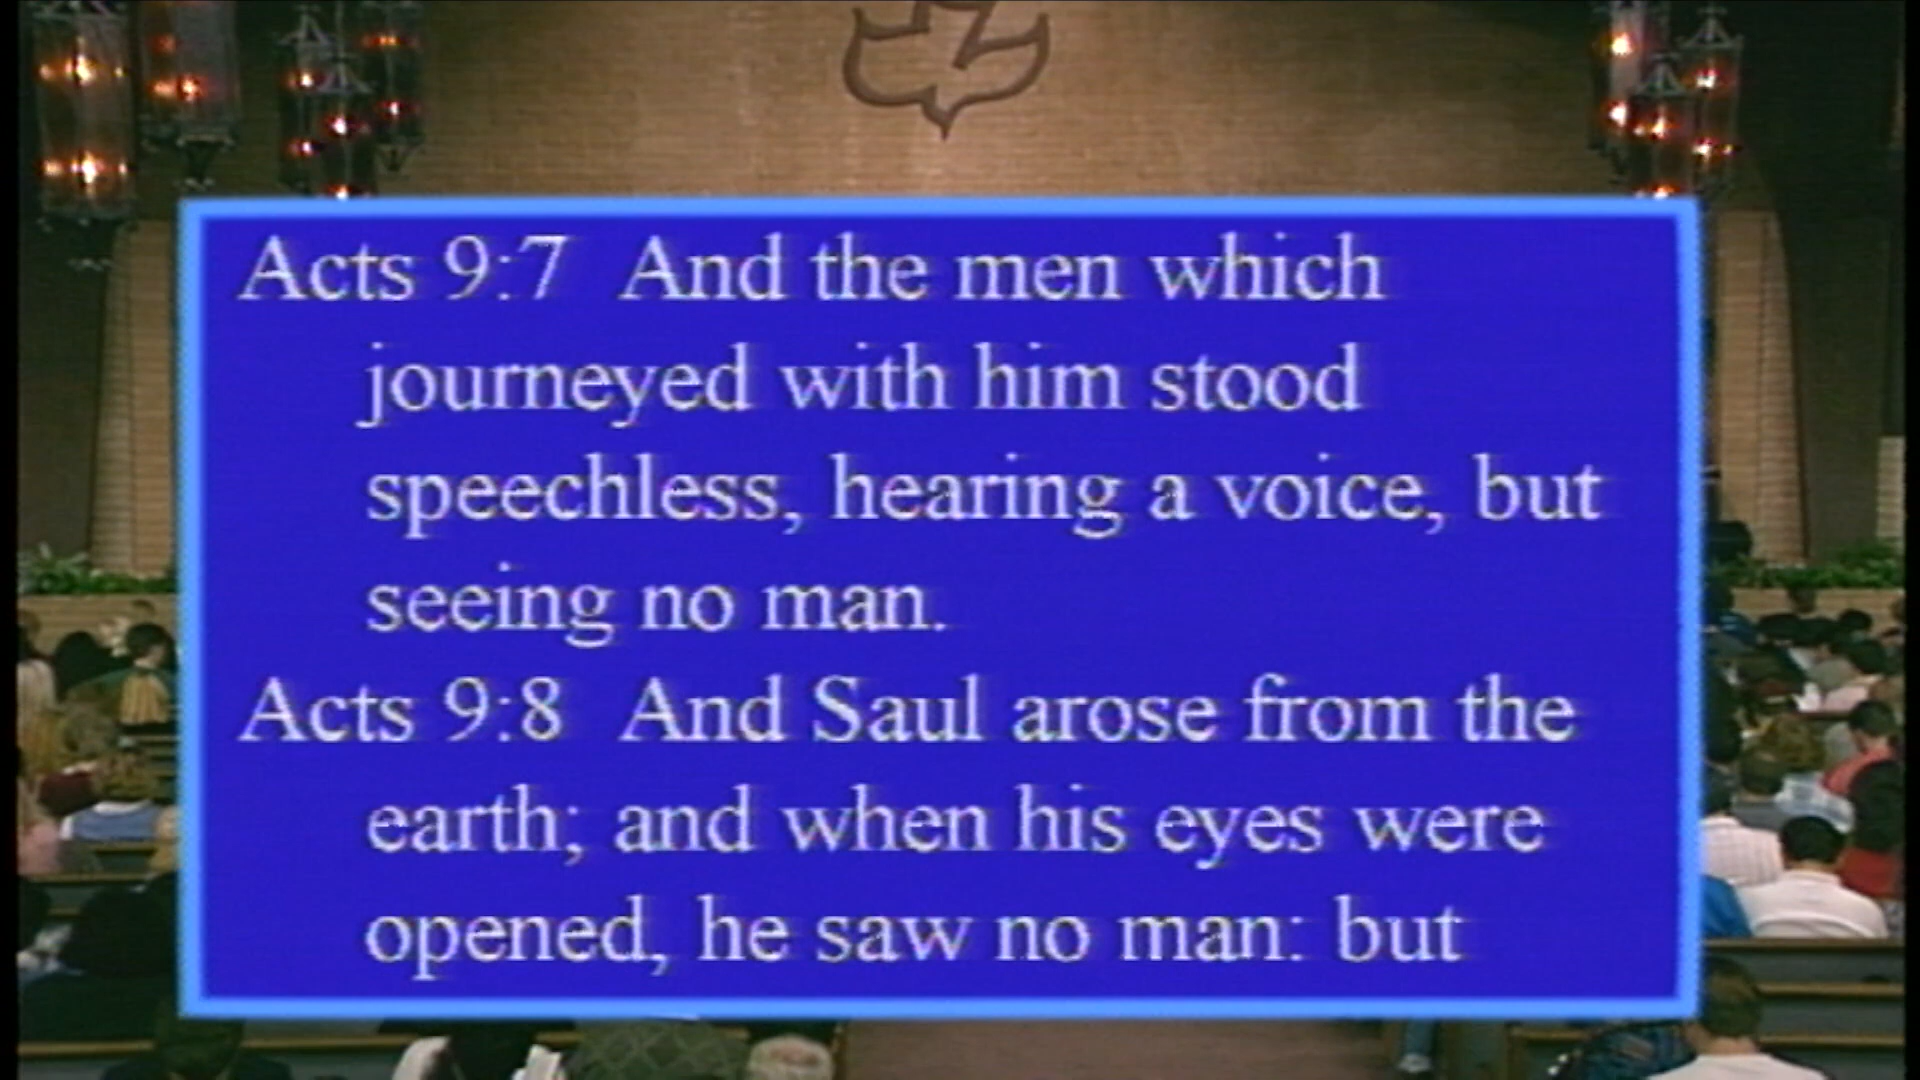 Acts 9:7 And the men which
journeyed with him stood
speechless, hearing a voice, but
seeing no man.
Acts 9:8 And Saul arose from the
earth; and when his eyes were
opened, he saw no man: but